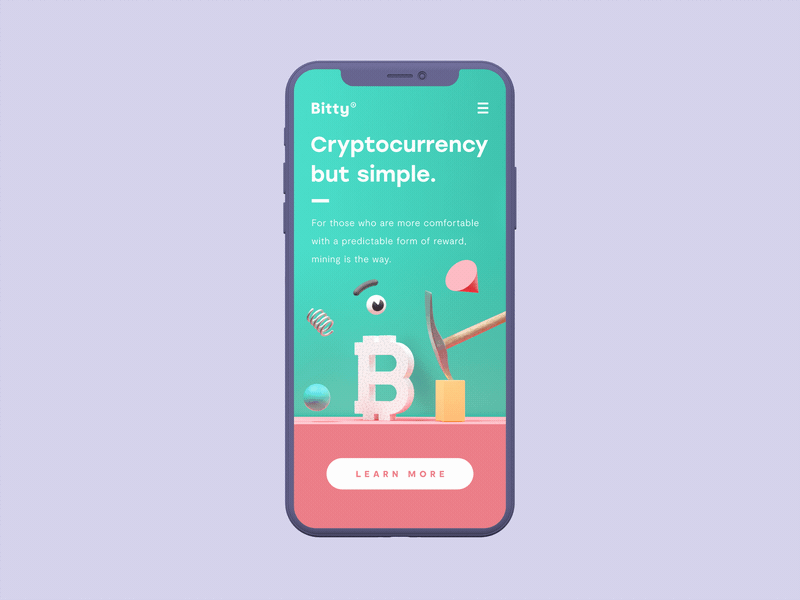 Bitty®
Cryptocurrency
but simple.
For those who are more comfortable
with a predictable form of reward,
mining is the way.
LEARN MORE